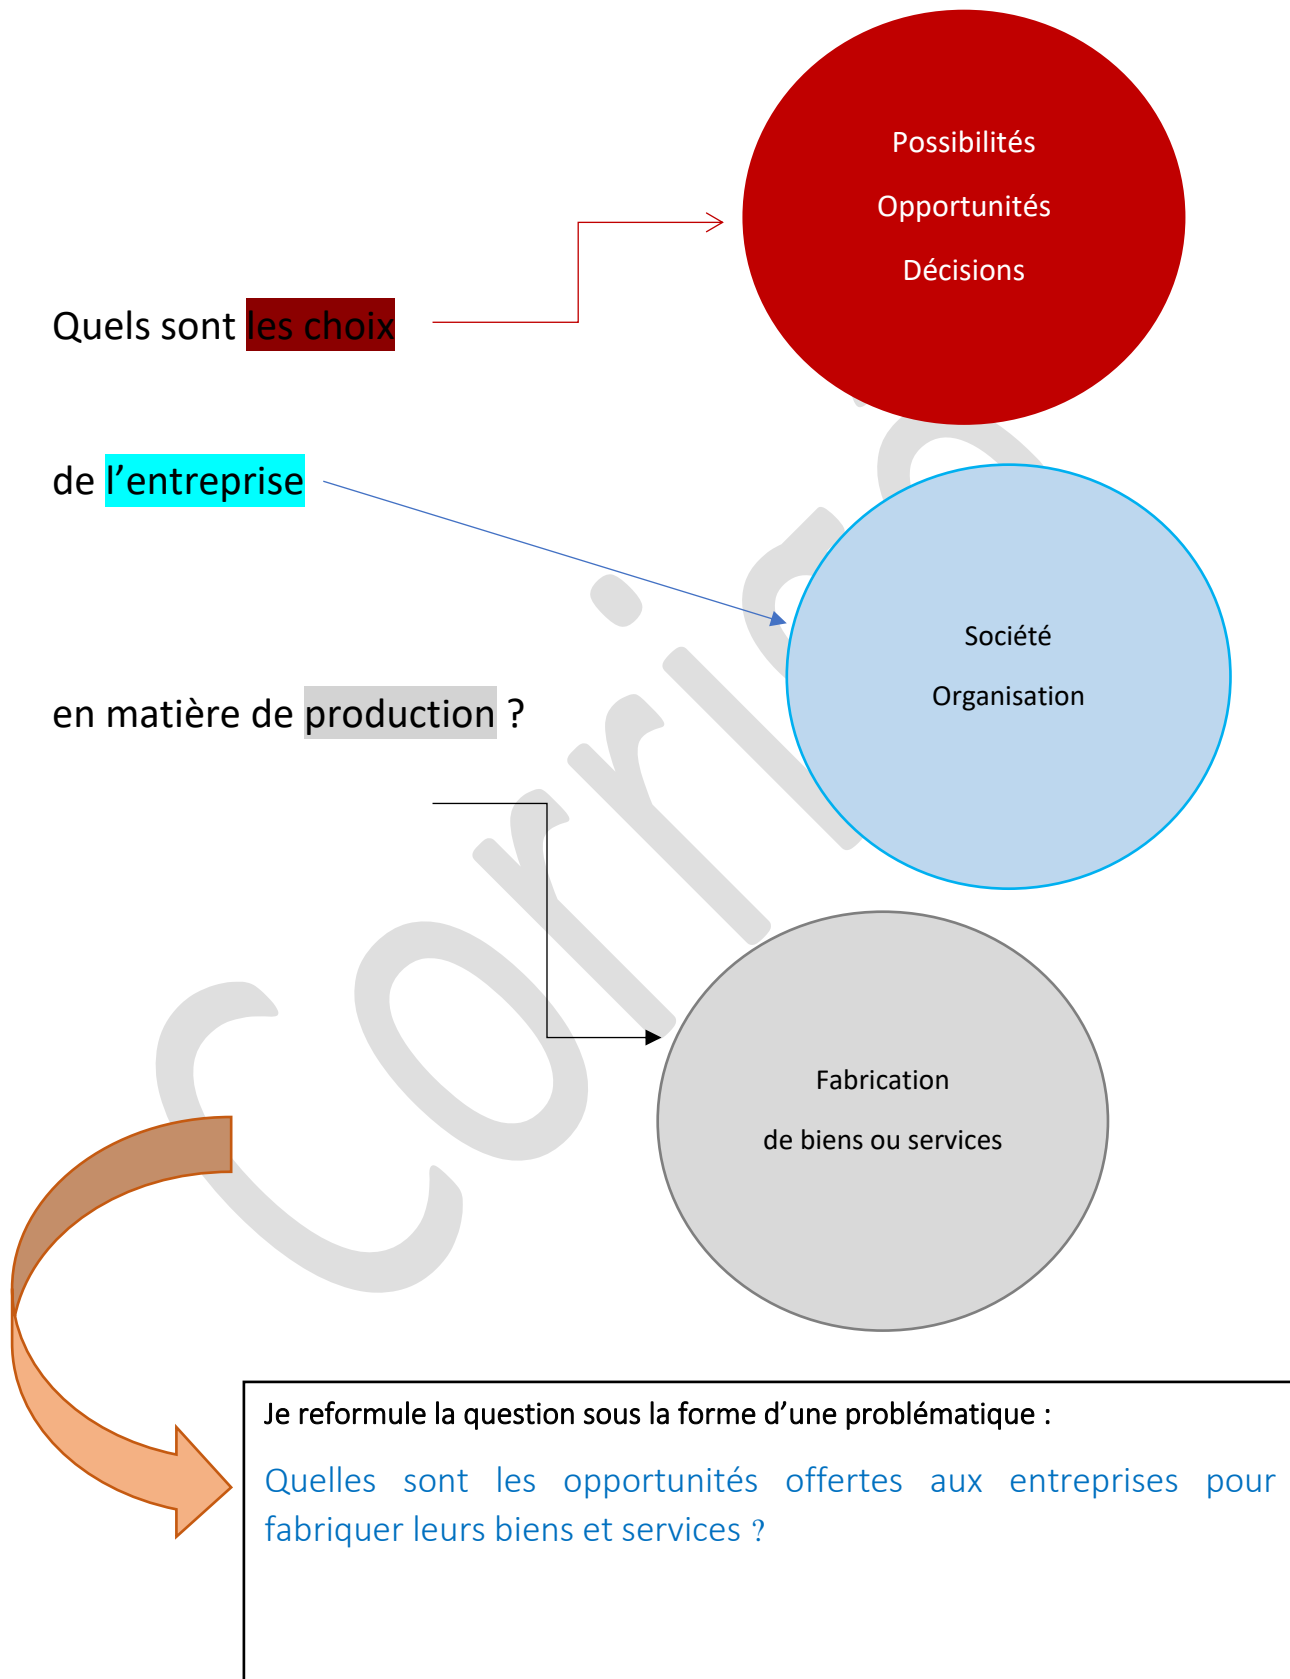 Possibilités
Opportunités
Décisions
Quels sont les choix
de l’entreprise
Société
Organisation
en matière de production ?
Fabrication
de biens ou services
Je reformule la question sous la forme d’une problématique :
Quelles sont les opportunités offertes aux entreprises pour
fabriquer leurs biens et services ?